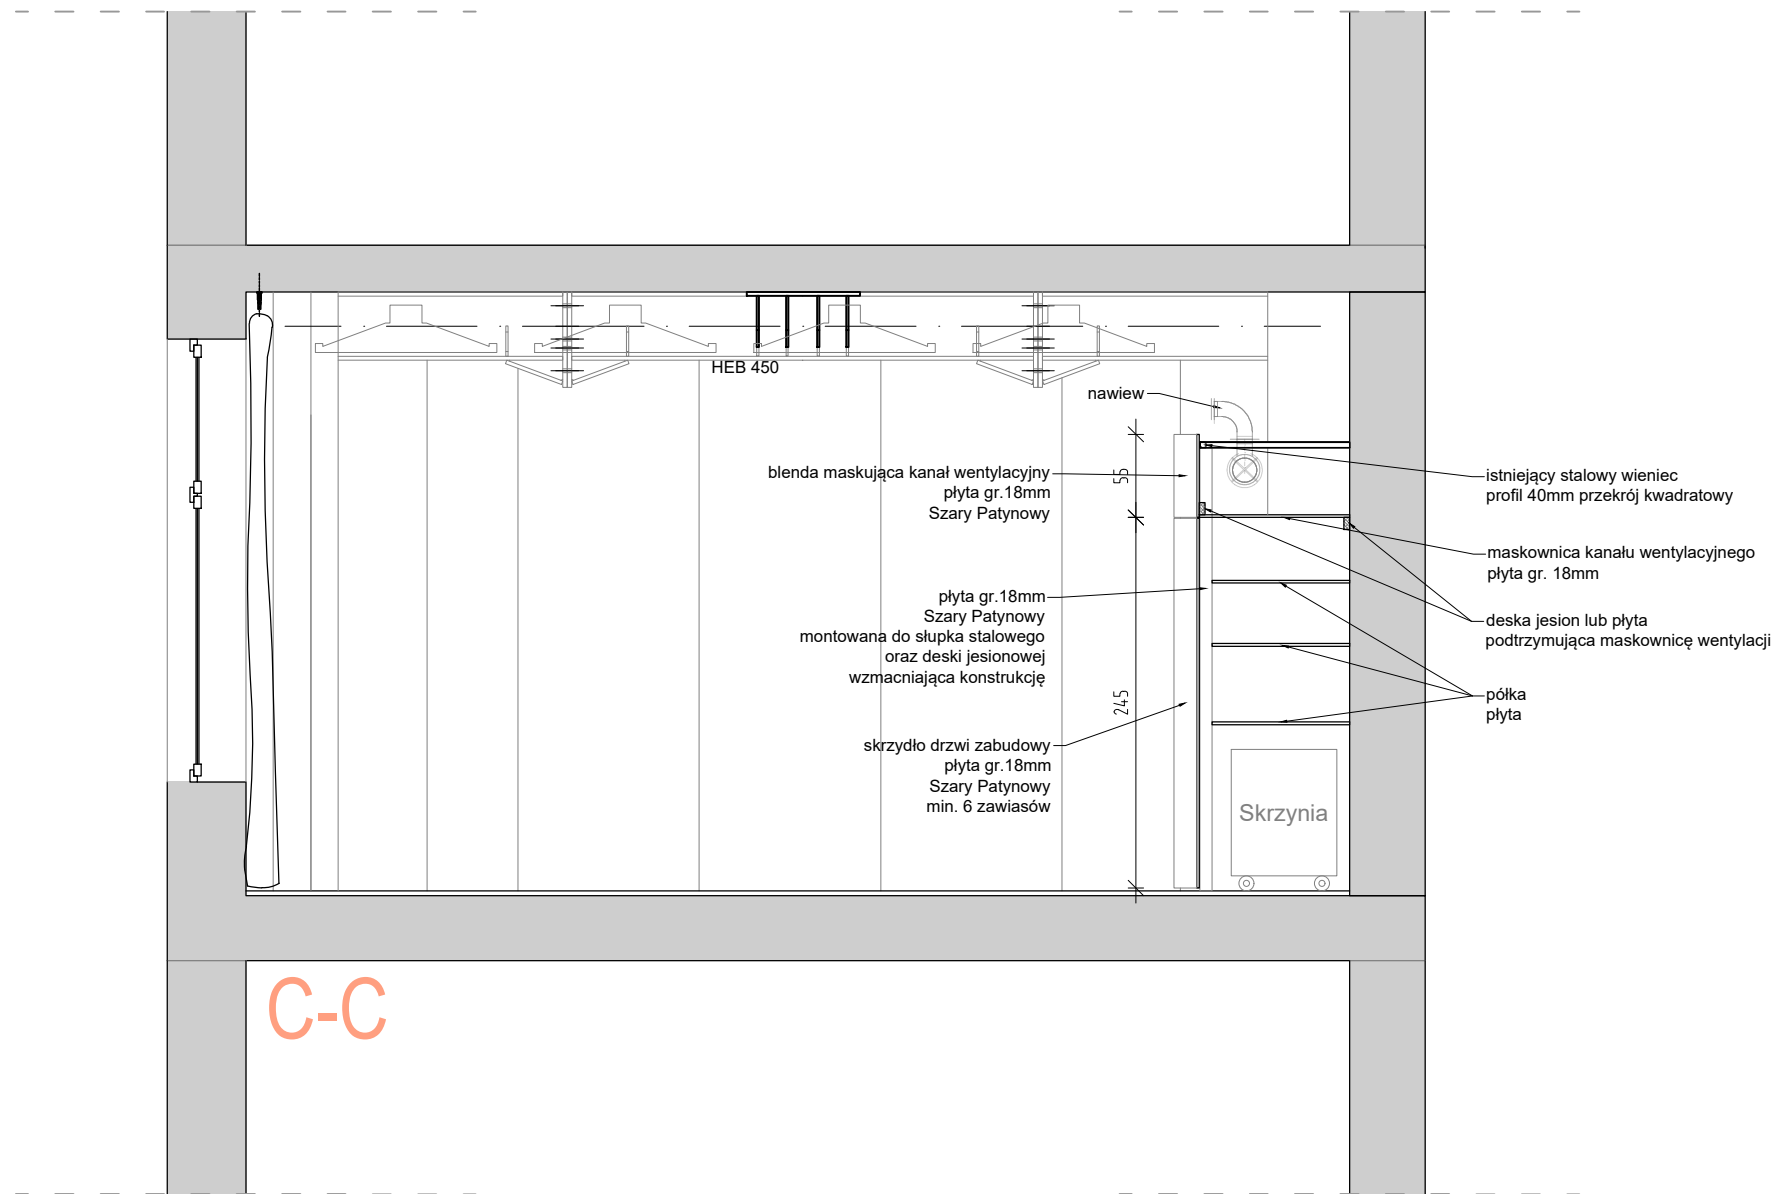 HEB 450
nawiew
55
blenda maskująca kanał wentylacyjny
płyta gr.18mm
Szary Patynowy
istniejący stalowy wieniec
profil 40mm przekrój kwadratowy
maskownica kanału wentylacyjnego
płyta gr. 18mm
płyta gr.18mm
Szary Patynowy
montowana do słupka stalowego
oraz deski jesionowej
wzmacniająca konstrukcję
deska jesion lub płyta
podtrzymująca maskownicę wentylacji
245
półka
płyta
skrzydło drzwi zabudowy
płyta gr.18mm
Szary Patynowy
min. 6 zawiasów
Skrzynia
C-C